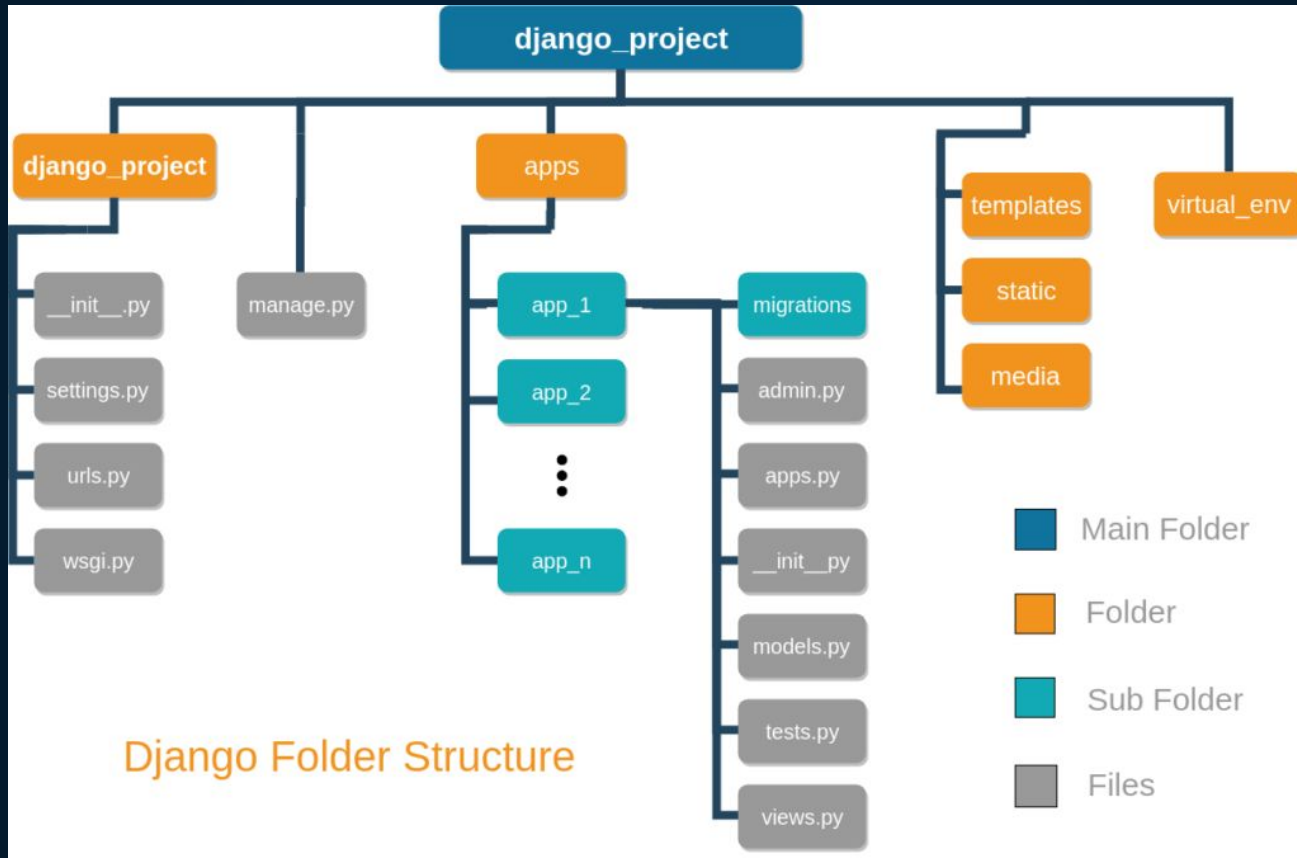 django_project
django_project
apps
templates
virtual_env
static
media
__init__.py
manage.py
settings.py
urls.py
wsgi.py
app_1
app_2
app_n
migrations
admin.py
apps.py
__init__py
models.py
tests.py
views.py
Main Folder
Folder
Sub Folder
Files
Django Folder Structure